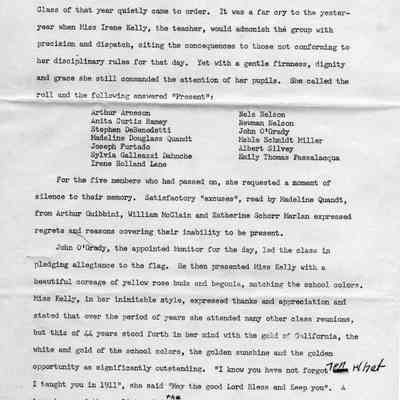 Class of that year quietly came to order. It was a far cry to the yester-
year when Miss Irene Kelly, the teacher, would admonish the group with
precision and dispatch, citing the consequences to those not conforming to
her disciplinary rules for that day. Yet with a gentle firmness, dignity
and grace she still commanded the attention of her pupils. She called the
roll and the following answered "Present":
Arthur Arneson
Anita Curtis Ramey
Stephen DeBenedetti
Madeline Douglass Quandt
Joseph Furtado
Sylvia Galleazzi Dahnche
Irene Holland Lane
Nels Nelson
Newman Nelson
John O'Grady
Mable Schmidt Miller
Albert Silvey
Emily Thomas Passalacqua
For the five members who had passed on, she requested a moment of
silence to their memory. Satisfactory "excuses", read by Madeline Quandt,
from Arthur Guibbini, William McClain and Katherine Schorr Marlan expressed
regrets and reasons covering their inability to be present.
John O'Grady, the appointed Monitor for the day, led the class in
pledging allegiance to the flag. He then presented Miss Kelly with a
beautiful corsage of yellow rose buds and begonia, matching the school colors.
Miss Kelly, in her inimitable style, expressed thanks and appreciation and
stated that over the period of years she attended many other class reunions,
but this of 44 years stood forth in her mind with the gold of California, the
white and gold of the school colors, the golden sunshine and the golden
opportunity as significantly outstanding. "I know you have not forgot ten what
I taught you in 1911", she said "May the good Lord Bless and Keep you". A
the